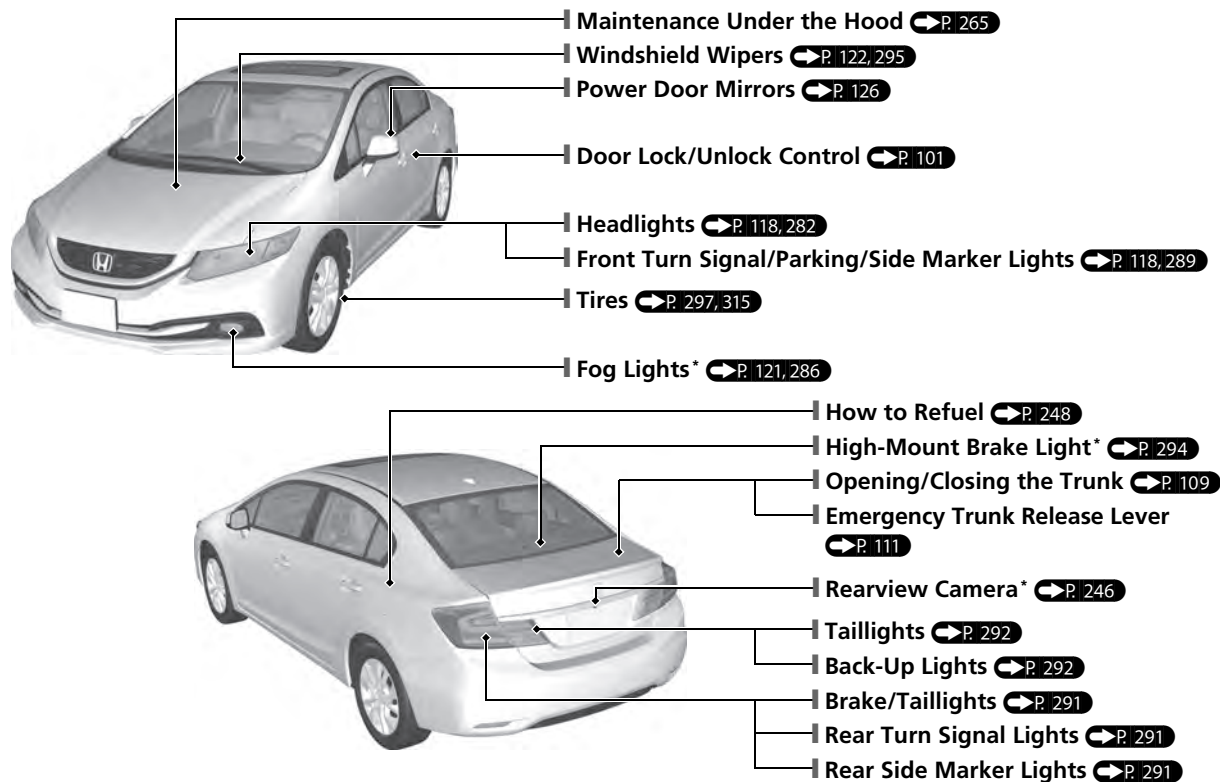 Maintenance Under the Hood P. 265
Windshield Wipers P. 122, 295
Power Door Mirrors P. 126
Door Lock/Unlock Control P. 101
Headlights P. 118, 282
Front Turn Signal/Parking/Side Marker Lights P. 118, 289
Tires P. 297, 315
Fog Lights* P. 121, 286
How to Refuel P. 248
High-Mount Brake Light* P. 294
Opening/Closing the Trunk P. 109
Emergency Trunk Release Lever
P. 111
Rearview Camera* P. 246
Taillights P. 292
Back-Up Lights P. 292
Brake/Taillights P. 291
Rear Turn Signal Lights P. 291
Rear Side Marker Lights P. 291